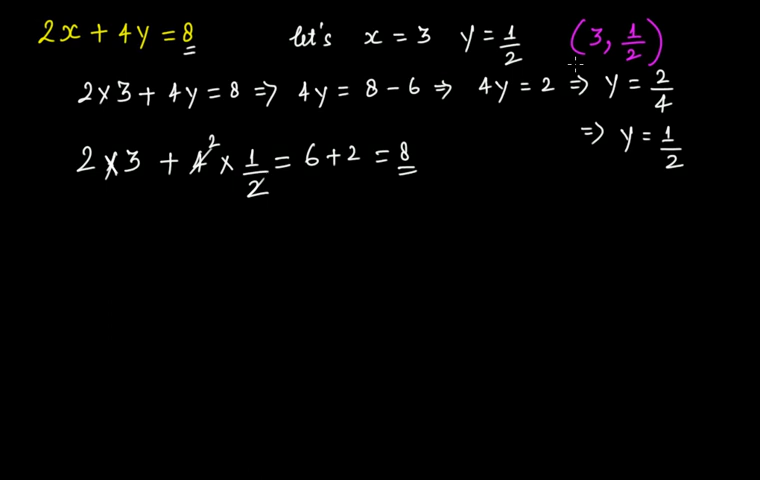 2x + 4y = 8 let's x = 3 y = 1/2 (3, 1/2)
2 × 3 + 4y = 8 => 4y = 8 - 6 => 4y = 2 => y = 2/4
=> y = 1/2
2 × 3 + 4² × 1/2 = 6 + 2 = 8